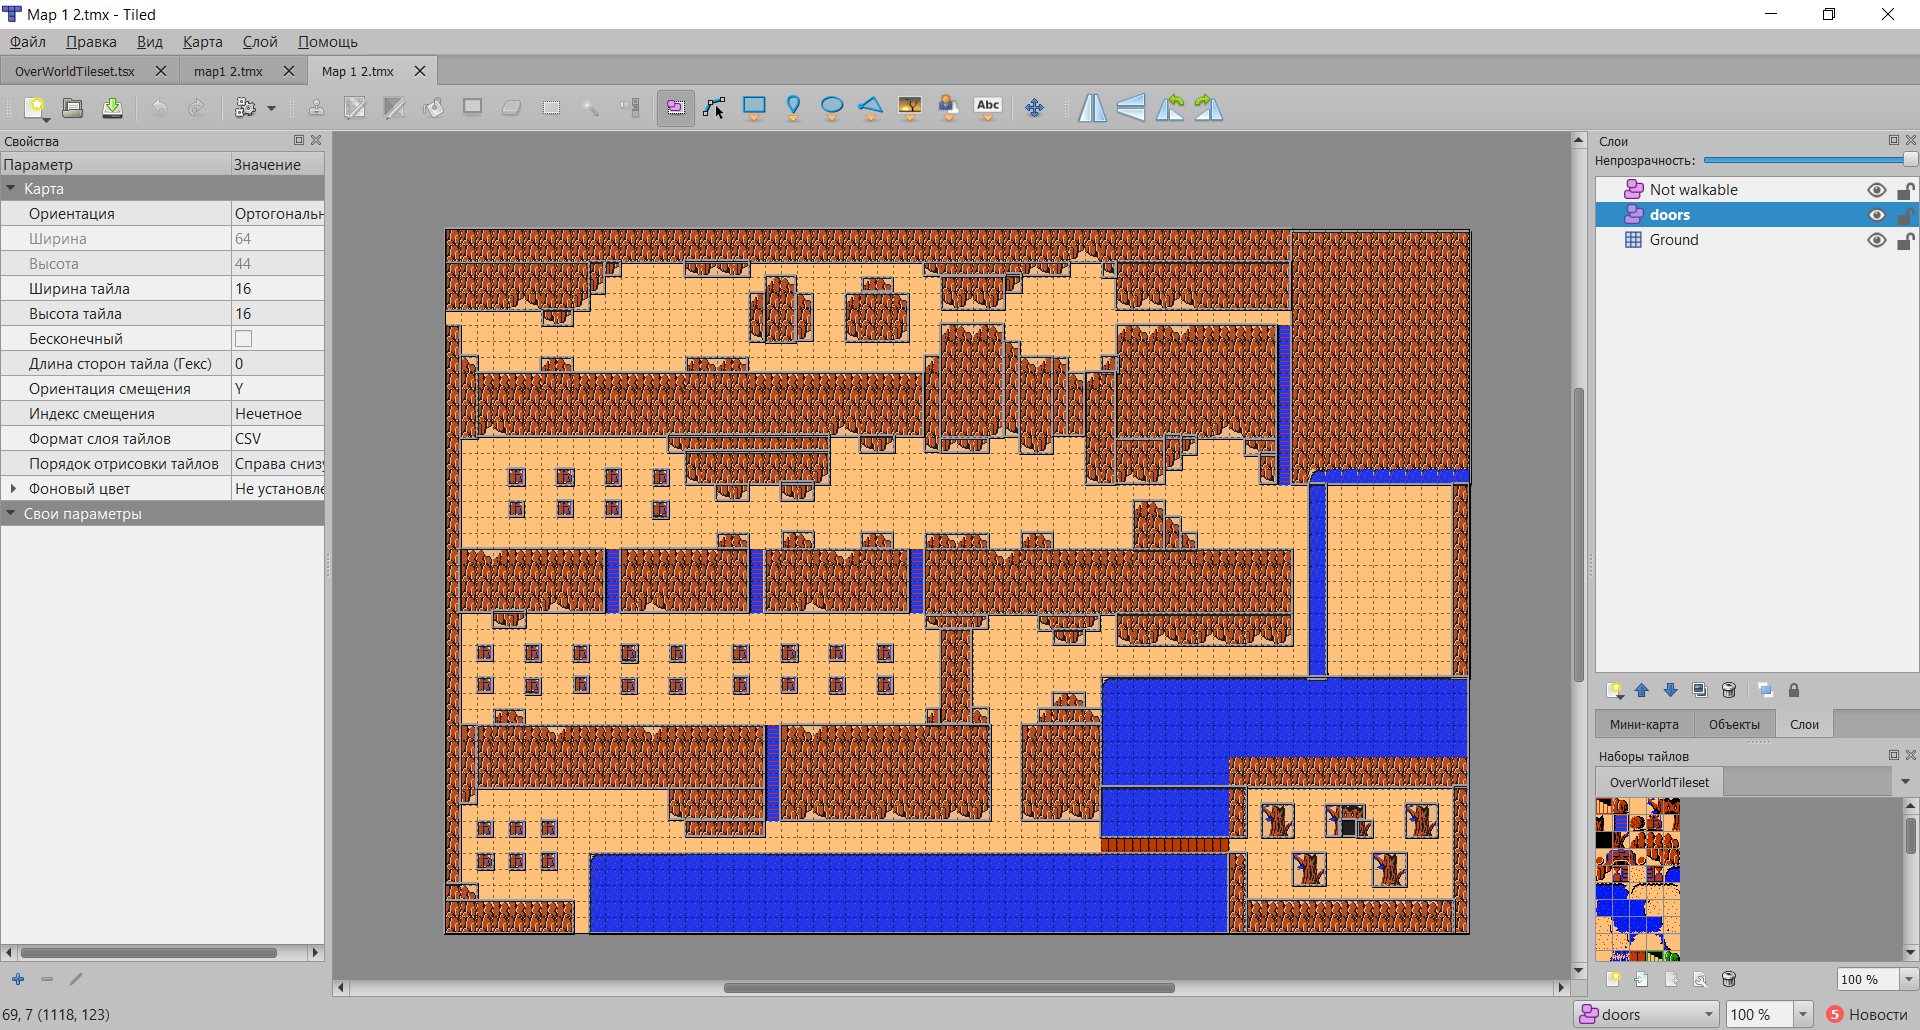 Map 1 2.tmx - Tiled
Файл Правка Вид Карта Слой Помощь
OverWorldTileset.tsx map1 2.tmx Map 1 2.tmx
Abc
Свойства
Параметр Значение
Карта
Ориентация Ортогональн
Ширина 64
Высота 44
Ширина тайла 16
Высота тайла 16
Бесконечный
Длина сторон тайла (Гекс) 0
Ориентация смещения Y
Индекс смещения Нечетное
Формат слоя тайлов CSV
Порядок отрисовки тайлов Справа снизу
Фоновый цвет Не установле
Свои параметры
Слои
Непрозрачность:
Not walkable
doors
Ground
Мини-карта Объекты Слои
Наборы тайлов
OverWorldTileset
100 %
69, 7 (1118, 123)
doors 100 % 5 Новости